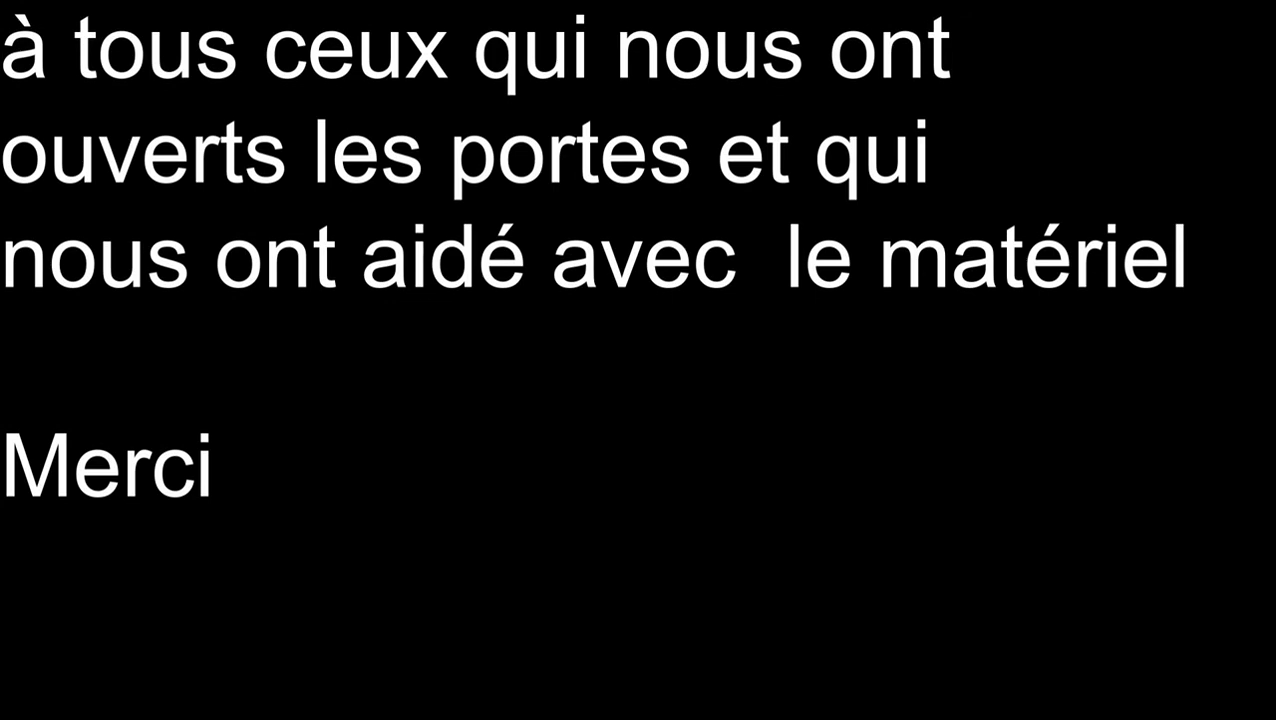 à tous ceux qui nous ont
ouverts les portes et qui
nous ont aidé avec  le matériel
Merci